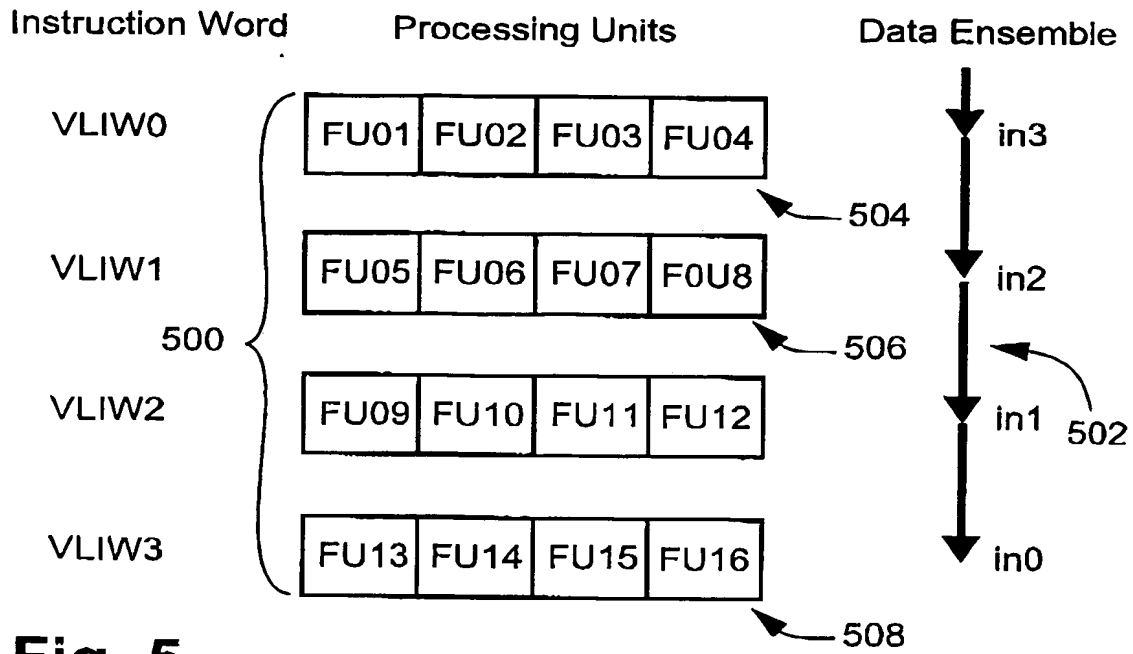 Instruction Word Processing Units Data Ensemble
VLIW0 FU01 FU02 FU03 FU04 in3
504
VLIW1 FU05 FU06 FU07 F0U8 in2
500 506
VLIW2 FU09 FU10 FU11 FU12 in1 502
VLIW3 FU13 FU14 FU15 FU16 in0
508
Fig. 5